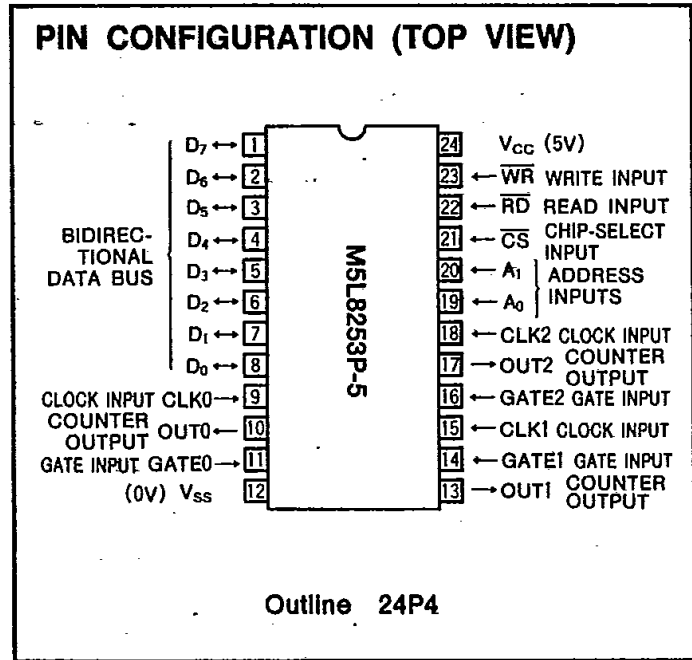 PIN CONFIGURATION (TOP VIEW)
D₇ ↔ 1
D₆ ↔ 2
D₅ ↔ 3
D₄ ↔ 4
D₃ ↔ 5
D₂ ↔ 6
D₁ ↔ 7
D₀ ↔ 8
BIDIREC-
TIONAL
DATA BUS
CLOCK INPUT CLK0 → 9
COUNTER
OUTPUT OUT0 ← 10
GATE INPUT GATE0 → 11
(0V) VSS 12
M5L8253P-5
24 VCC (5V)
23 ← W̅R̅ WRITE INPUT
22 ← R̅D̅ READ INPUT
21 ← C̅S̅ CHIP-SELECT
INPUT
20 ← A₁
19 ← A₀
ADDRESS
INPUTS
18 ← CLK2 CLOCK INPUT
17 → OUT2 COUNTER
OUTPUT
16 ← GATE2 GATE INPUT
15 ← CLK1 CLOCK INPUT
14 ← GATE1 GATE INPUT
13 → OUT1 COUNTER
OUTPUT
Outline 24P4